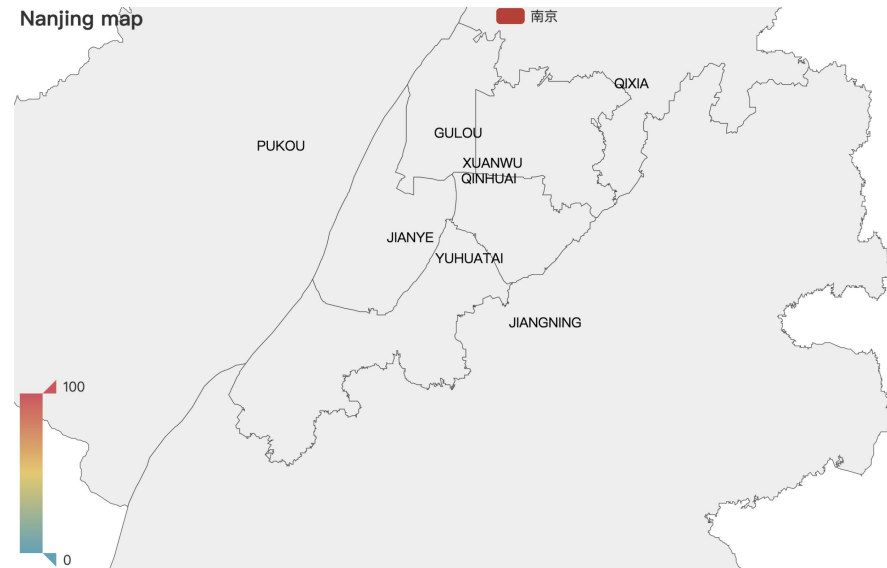 Nanjing map
南京
QIXIA
GULOU
PUKOU
XUANWU
QINHUAI
JIANYE
YUHUATAI
JIANGNING
100
0